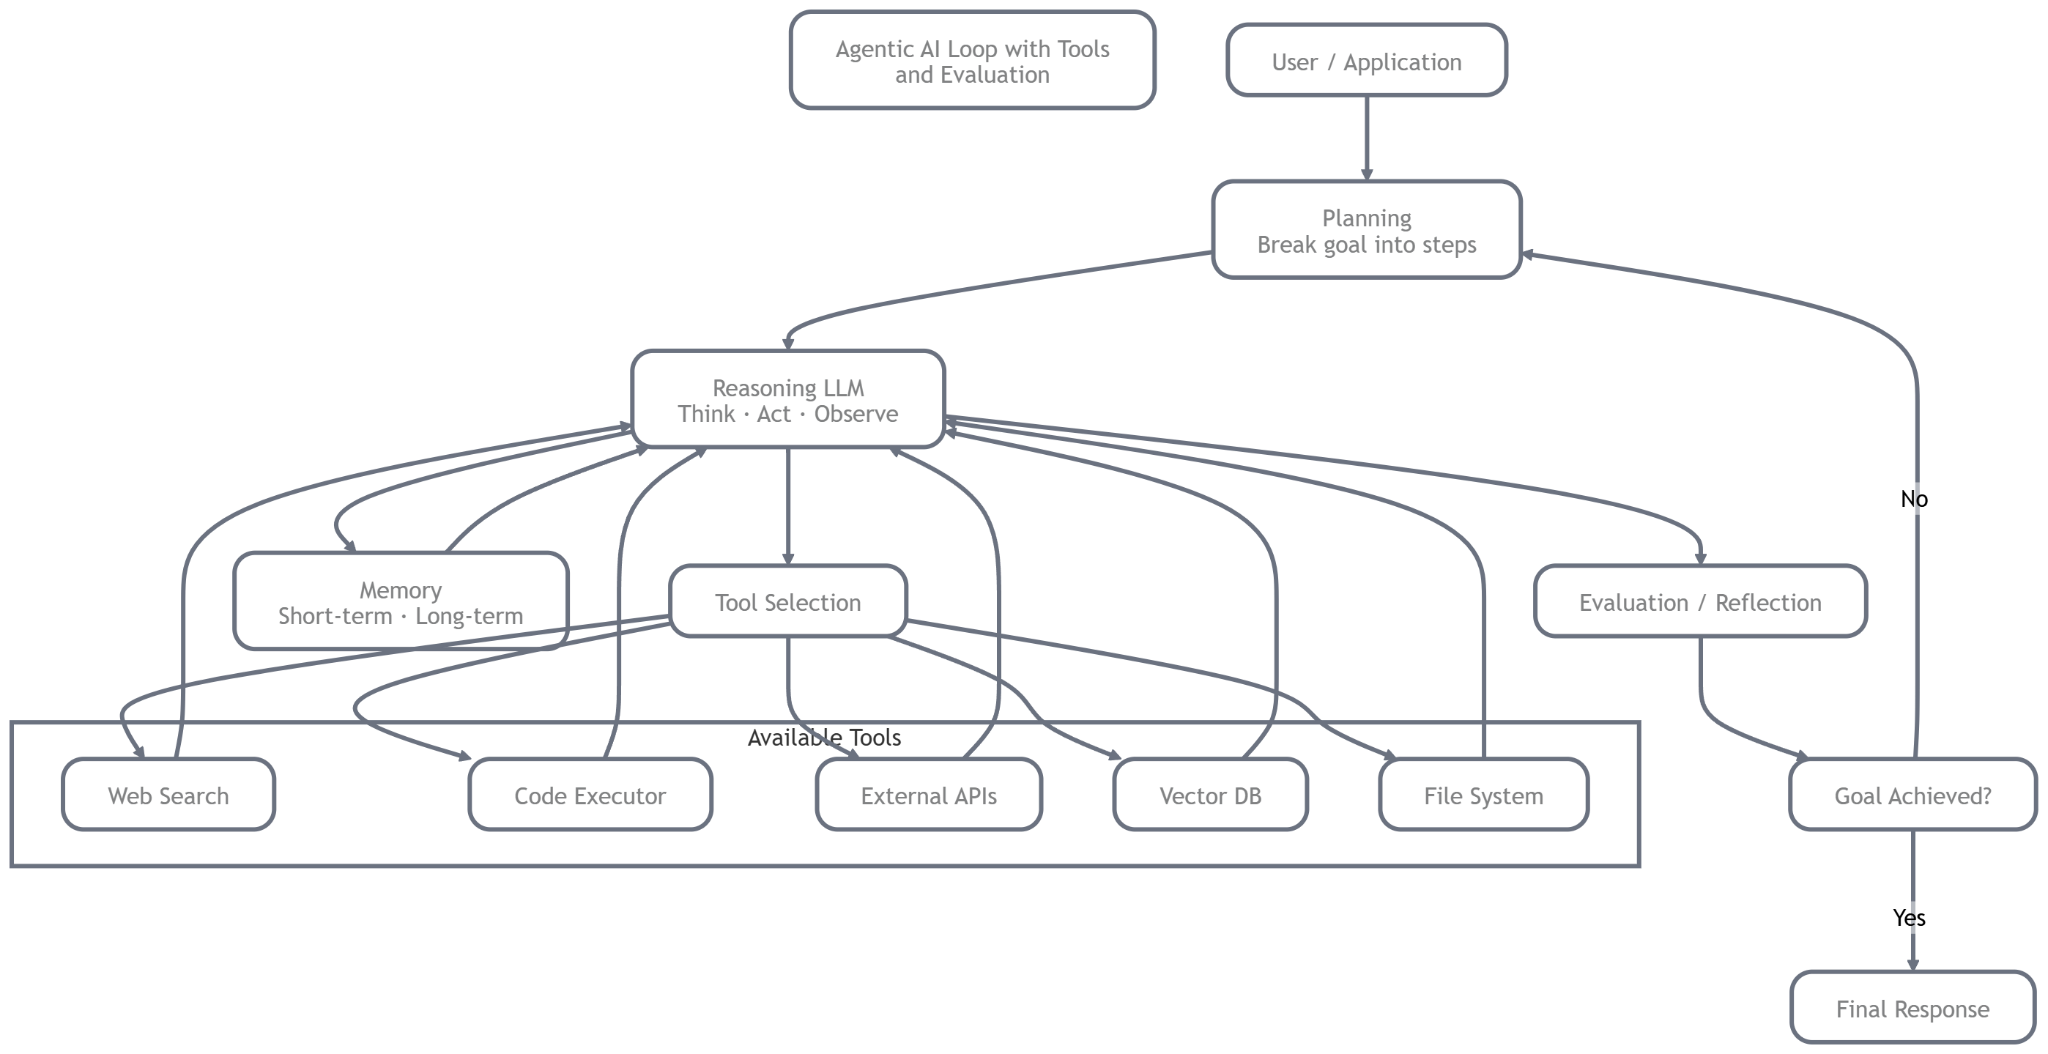 Agentic AI Loop with Tools
and Evaluation
User / Application
Planning
Break goal into steps
Reasoning LLM
Think · Act · Observe
No
Memory
Short-term · Long-term
Tool Selection
Evaluation / Reflection
Available Tools
Web Search
Code Executor
External APIs
Vector DB
File System
Goal Achieved?
Yes
Final Response